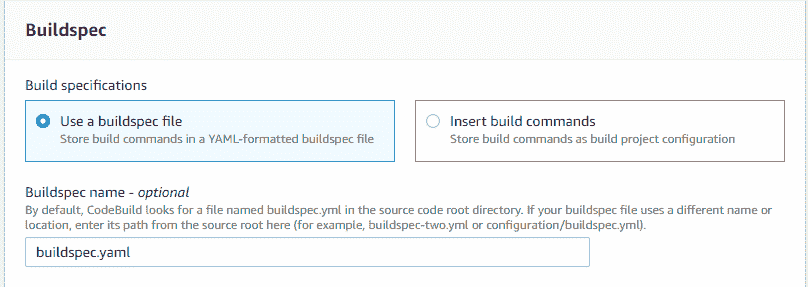 Buildspec
Build specifications
Use a buildspec file
Store build commands in a YAML-formatted buildspec file
Insert build commands
Store build commands as build project configuration
Buildspec name - optional
By default, CodeBuild looks for a file named buildspec.yml in the source code root directory. If your buildspec file uses a different name or
location, enter its path from the source root here (for example, buildspec-two.yml or configuration/buildspec.yml).
buildspec.yaml